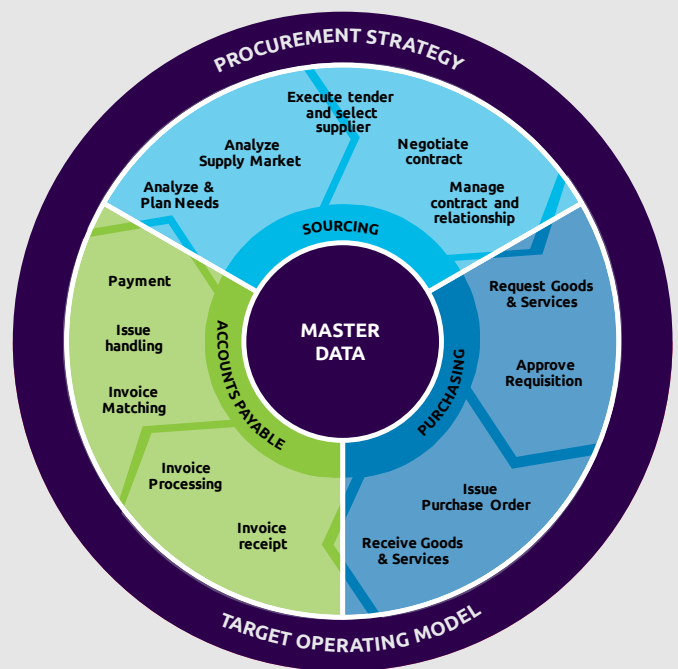 PROCUREMENT STRATEGY
Execute tender
and select
supplier
Analyze
Supply Market
Negotiate
contract
Analyze &
Plan Needs
Manage
contract and
relationship
SOURCING
Request Goods
& Services
Approve
Requisition
PURCHASING
Issue
Purchase Order
Receive Goods
& Services
Invoice
receipt
Invoice
Processing
Invoice
Matching
Issue
handling
Payment
ACCOUNTS PAYABLE
MASTER
DATA
TARGET OPERATING MODEL